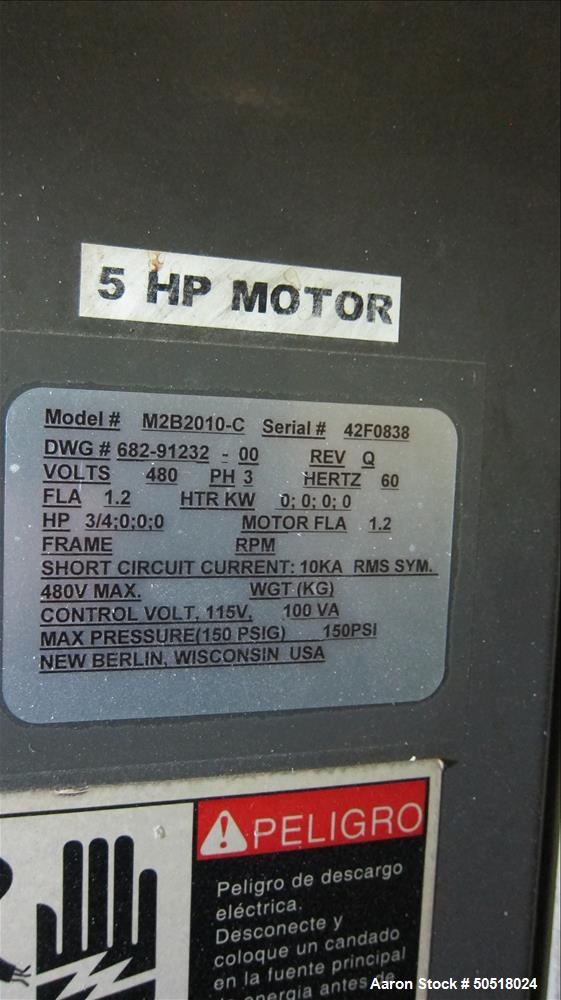 5 HP MOTOR
Model # M2B2010-C Serial # 42F0838
DWG # 682-91232 - 00 REV Q
VOLTS 480 PH 3 HERTZ 60
FLA 1.2 HTR KW 0; 0; 0; 0
HP 3/4;0;0;0 MOTOR FLA 1.2
FRAME RPM
SHORT CIRCUIT CURRENT: 10KA RMS SYM.
480V MAX. WGT (KG)
CONTROL VOLT, 115V, 100 VA
MAX PRESSURE(150 PSIG) 150PSI
NEW BERLIN, WISCONSIN USA
PELIGRO
Peligro de descargo
eléctrica.
Desconecte y
coloque un candado
en la fuente principal
energia antes de
Aaron Stock # 50518024